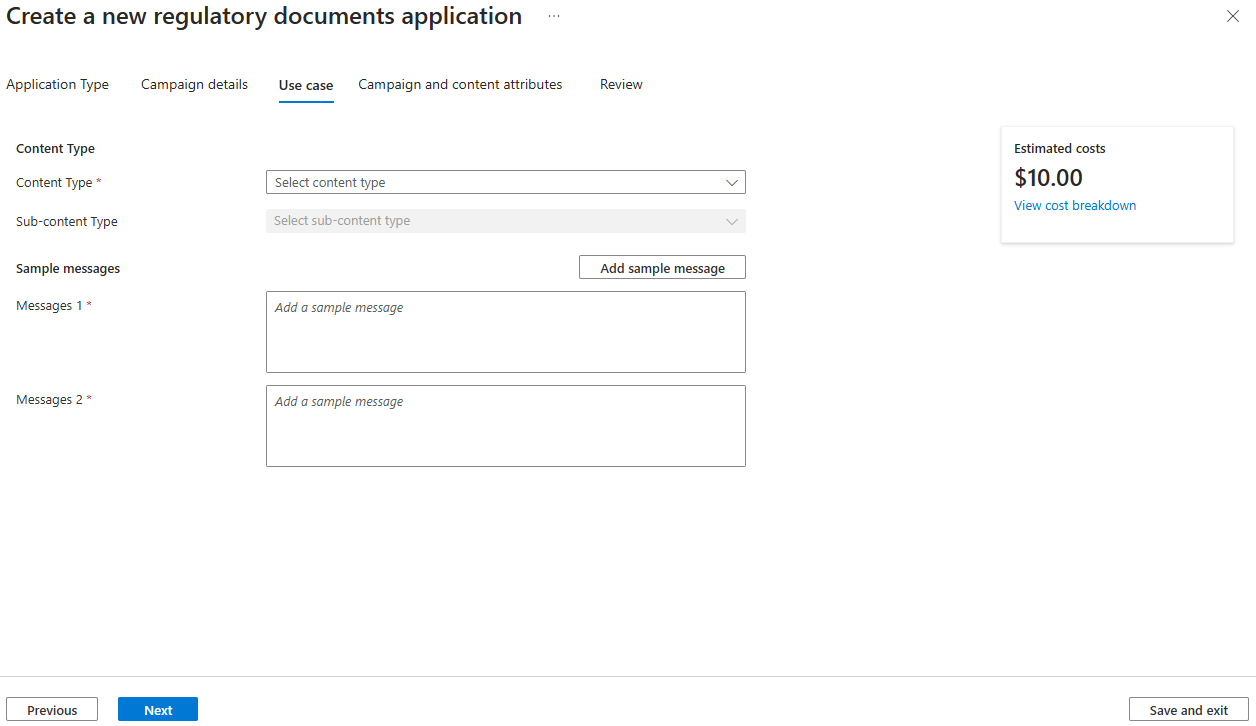 Create a new regulatory documents application ...
Application Type Campaign details Use case Campaign and content attributes Review
Content Type
Content Type * Select content type
Sub-content Type Select sub-content type
Sample messages Add sample message
Messages 1 * Add a sample message
Messages 2 * Add a sample message
Estimated costs
$10.00
View cost breakdown
Previous Next Save and exit